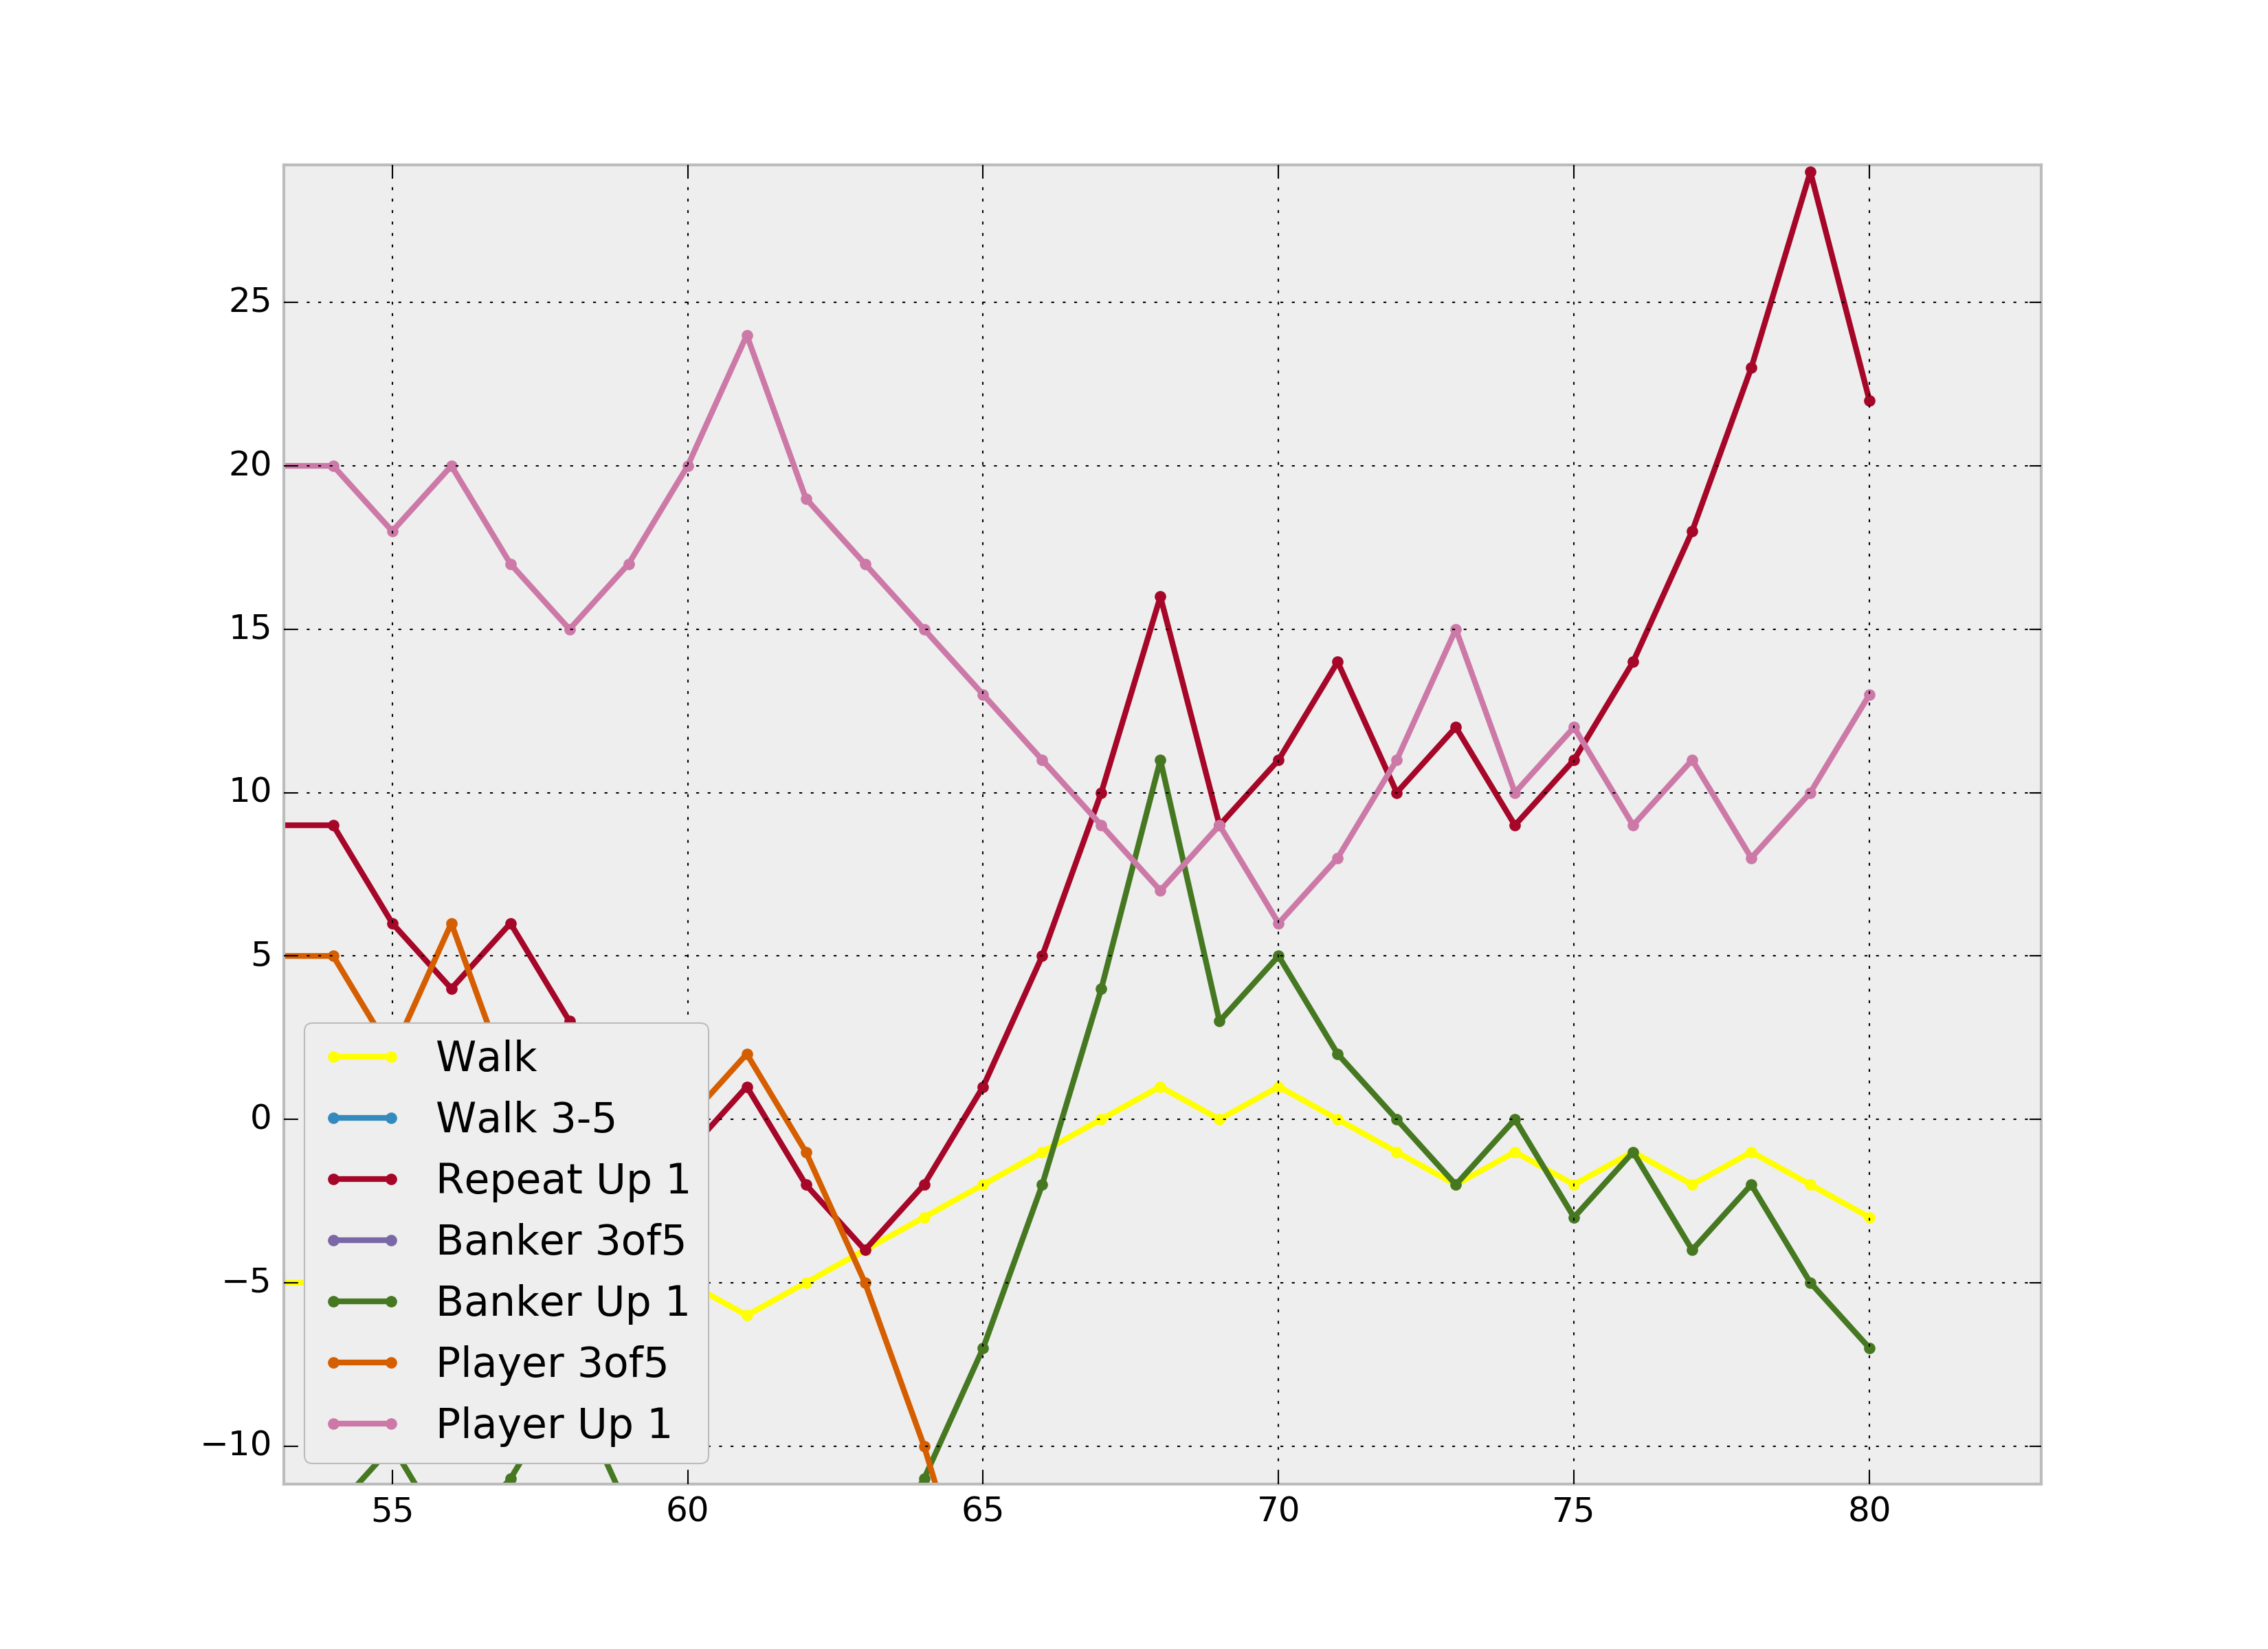 25
20
15
10
5
0
−5
−10
Walk
Walk 3-5
Repeat Up 1
Banker 3of5
Banker Up 1
Player 3of5
Player Up 1
55 60 65 70 75 80